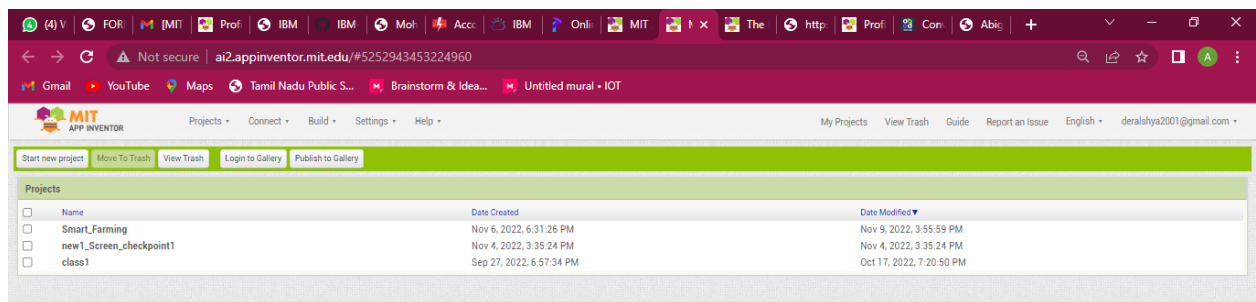 (4) V FOR [MIT Profi IBM IBM- Moh Acco IBM Onlin MIT The http Profi Con Abig
Not secure ai2.appinventor.mit.edu/#5252943453224960 A
Gmail YouTube Maps Tamil Nadu Public S... Brainstorm & Idea... Untitled mural • IOT
MIT
APP INVENTOR
Projects Connect Build Settings Help My Projects View Trash Guide Report an Issue English deralshya2001@gmail.com
Start new project Move To Trash View Trash Login to Gallery Publish to Gallery
Projects
Name Date Created Date Modified▼
Smart_Farming Nov 6, 2022, 6:31:26 PM Nov 9, 2022, 3:55:59 PM
new1_Screen_checkpoint1 Nov 4, 2022, 3:35:24 PM Nov 4, 2022, 3:35:24 PM
class1 Sep 27, 2022, 6:57:34 PM Oct 17, 2022, 7:20:50 PM